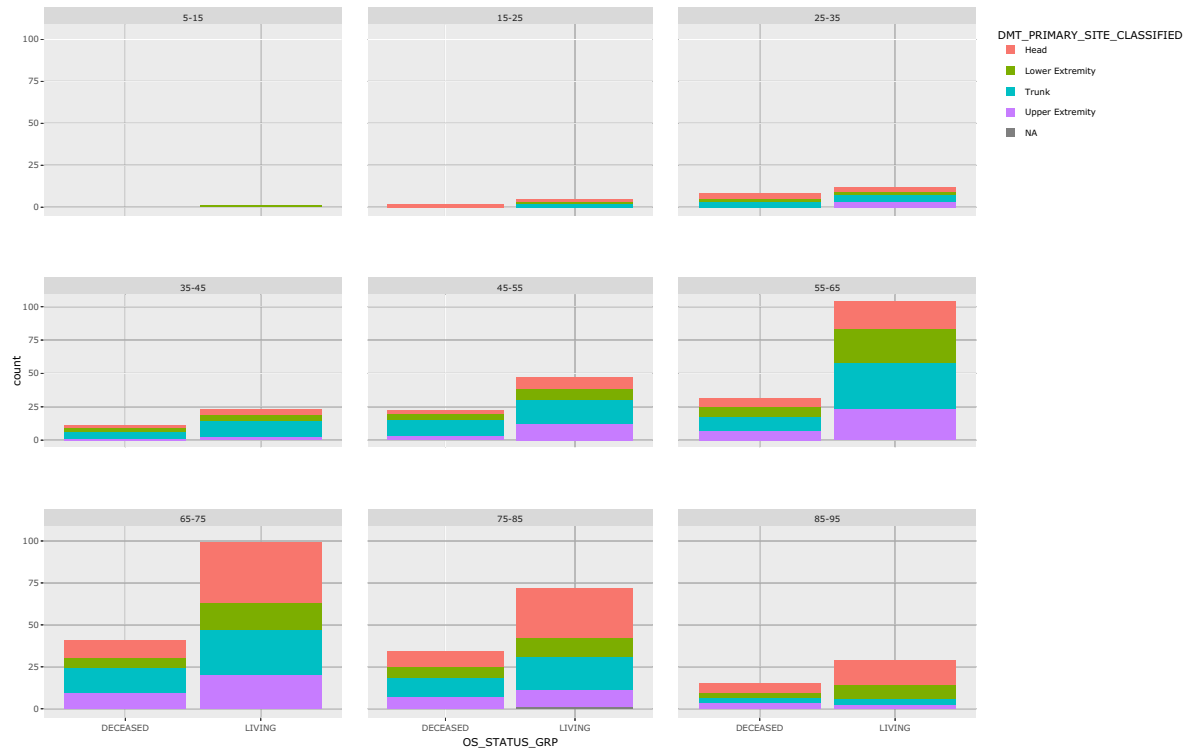 5-15
15-25
25-35
100
75
50
25
0
DMT_PRIMARY_SITE_CLASSIFIED
Head
Lower Extremity
Trunk
Upper Extremity
NA
35-45
45-55
55-65
100
75
50
25
0
count
65-75
75-85
85-95
100
75
50
25
0
DECEASED
LIVING
DECEASED
LIVING
DECEASED
LIVING
OS_STATUS_GRP